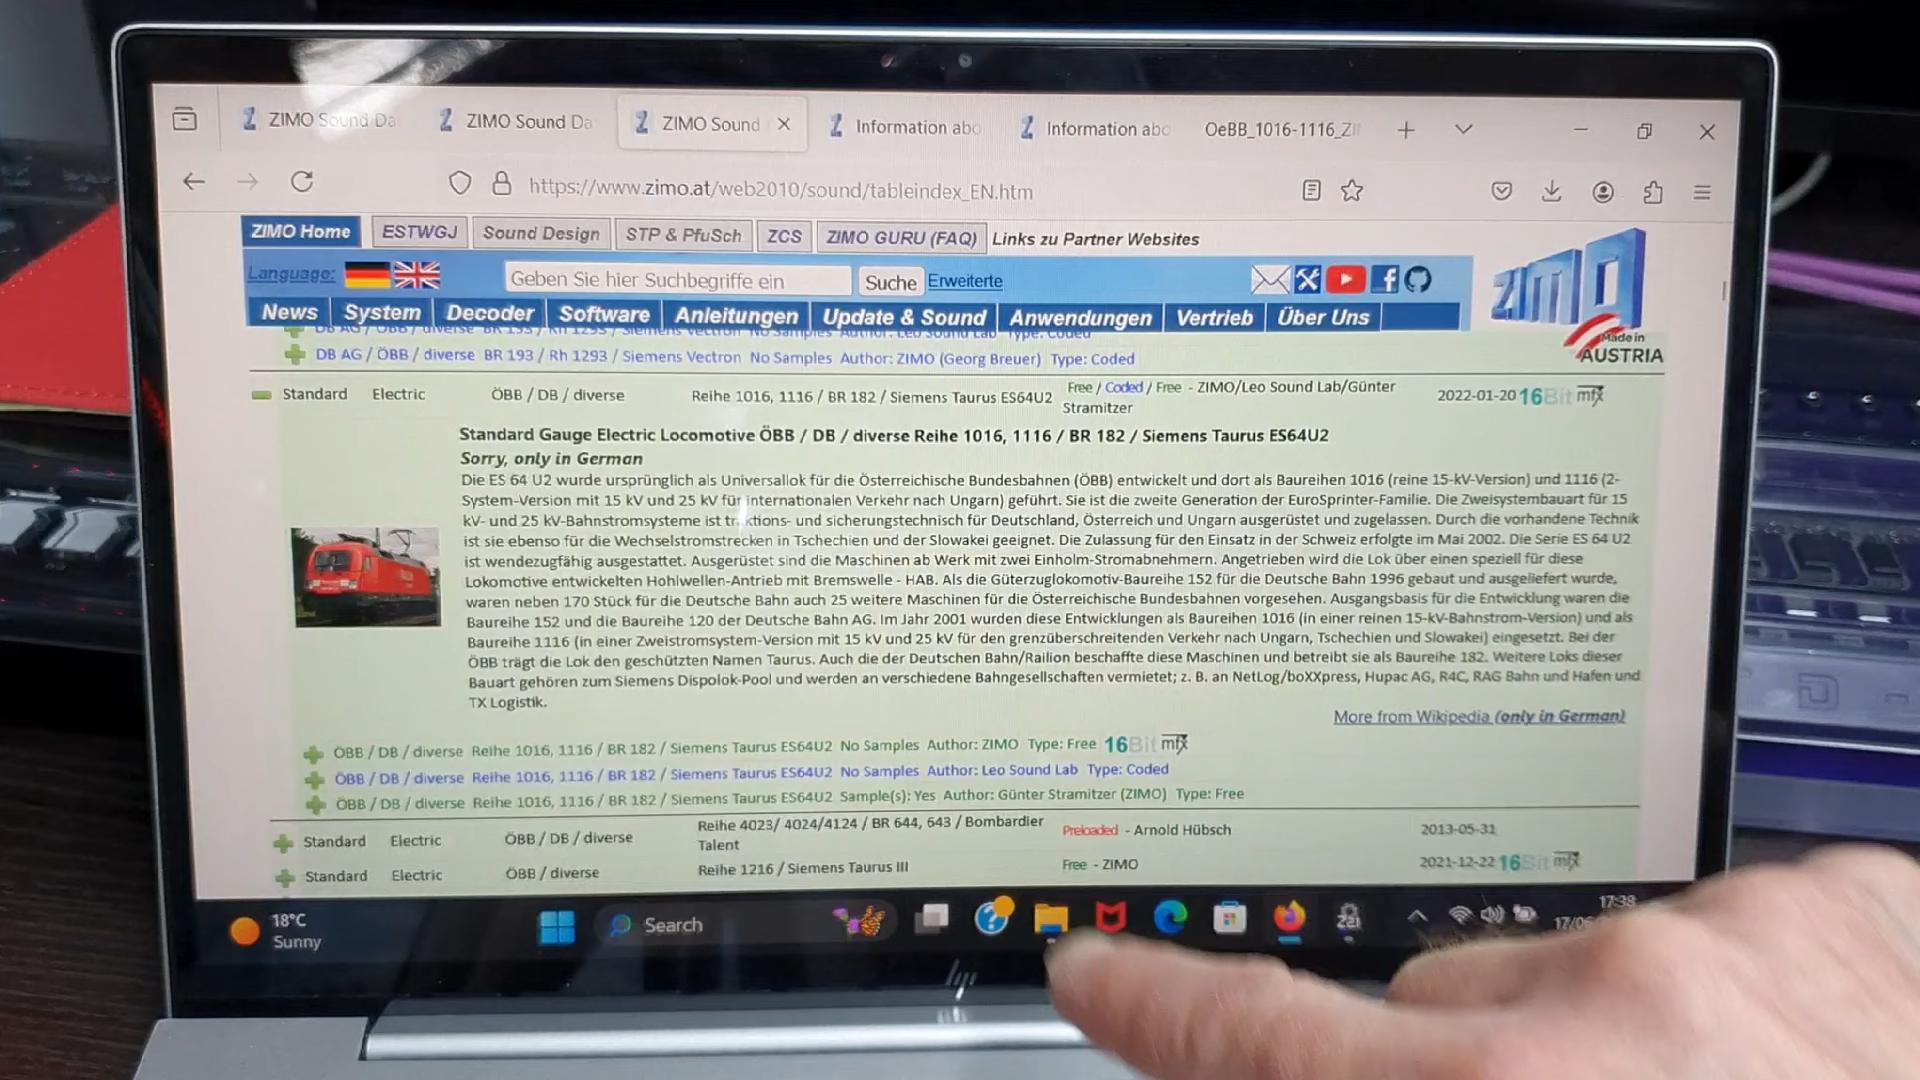 ZIMO Sound Da
ZIMO Sound Da
ZIMO Sound
Information abo
Information abo
OeBB_1016-1116_ZI
https://www.zimo.at/web2010/sound/tableindex_EN.htm
ZIMO Home
ESTWGJ
Sound Design
STP & PfuSch
ZCS
ZIMO GURU (FAQ)
Links zu Partner Websites
Language:
Geben Sie hier Suchbegriffe ein
Suche
Erweiterte
ZIMO
Made in
AUSTRIA
News
System
Decoder
Software
Anleitungen
Update & Sound
Anwendungen
Vertrieb
Über Uns
DB AG / ÖBB / diverse BR 193 / Rh 1293 / Siemens Vectron No Samples Author: Leo Sound Lab Type: Coded
DB AG / ÖBB / diverse BR 193 / Rh 1293 / Siemens Vectron No Samples Author: ZIMO (Georg Breuer) Type: Coded
Standard Electric ÖBB / DB / diverse Reihe 1016, 1116 / BR 182 / Siemens Taurus ES64U2 Free / Coded / Free - ZIMO/Leo Sound Lab/Günter 2022-01-20 16Bit mfx
Stramitzer
Standard Gauge Electric Locomotive ÖBB / DB / diverse Reihe 1016, 1116 / BR 182 / Siemens Taurus ES64U2
Sorry, only in German
Die ES 64 U2 wurde ursprünglich als Universallok für die Österreichische Bundesbahnen (ÖBB) entwickelt und dort als Baureihen 1016 (reine 15-kV-Version) und 1116 (2-
System-Version mit 15 kV und 25 kV für internationalen Verkehr nach Ungarn) geführt. Sie ist die zweite Generation der EuroSprinter-Familie. Die Zweisystembauart für 15
kV- und 25 kV-Bahnstromsysteme ist traktions- und sicherungstechnisch für Deutschland, Österreich und Ungarn ausgerüstet und zugelassen. Durch die vorhandene Technik
ist sie ebenso für die Wechselstromstrecken in Tschechien und der Slowakei geeignet. Die Zulassung für den Einsatz in der Schweiz erfolgte im Mai 2002. Die Serie ES 64 U2
ist wendezugfähig ausgestattet. Ausgerüstet sind die Maschinen ab Werk mit zwei Einholm-Stromabnehmern. Angetrieben wird die Lok über einen speziell für diese
Lokomotive entwickelten Hohlwellen-Antrieb mit Bremswelle - HAB. Als die Güterzuglokomotiv-Baureihe 152 für die Deutsche Bahn 1996 gebaut und ausgeliefert wurde,
waren neben 170 Stück für die Deutsche Bahn auch 25 weitere Maschinen für die Österreichische Bundesbahnen vorgesehen. Ausgangsbasis für die Entwicklung waren die
Baureihe 152 und die Baureihe 120 der Deutsche Bahn AG. Im Jahr 2001 wurden diese Entwicklungen als Baureihen 1016 (in einer reinen 15-kV-Bahnstrom-Version) und als
Baureihe 1116 (in einer Zweistromsystem-Version mit 15 kV und 25 kV für den grenzüberschreitenden Verkehr nach Ungarn, Tschechien und Slowakei) eingesetzt. Bei der
ÖBB trägt die Lok den geschützten Namen Taurus. Auch die der Deutschen Bahn/Railion beschaffte diese Maschinen und betreibt sie als Baureihe 182. Weitere Loks dieser
Bauart gehören zum Siemens Dispolok-Pool und werden an verschiedene Bahngesellschaften vermietet; z. B. an NetLog/boXXpress, Hupac AG, R4C, RAG Bahn und Hafen und
TX Logistik.
More from Wikipedia (only in German)
ÖBB / DB / diverse Reihe 1016, 1116 / BR 182 / Siemens Taurus ES64U2 No Samples Author: ZIMO Type: Free 16Bit mfx
ÖBB / DB / diverse Reihe 1016, 1116 / BR 182 / Siemens Taurus ES64U2 No Samples Author: Leo Sound Lab Type: Coded
ÖBB / DB / diverse Reihe 1016, 1116 / BR 182 / Siemens Taurus ES64U2 Sample(s): Yes Author: Günter Stramitzer (ZIMO) Type: Free
Standard Electric ÖBB / DB / diverse Reihe 4023/ 4024/4124 / BR 644, 643 / Bombardier Preloaded - Arnold Hübsch 2013-05-31
Talent
Standard Electric ÖBB / diverse Reihe 1216 / Siemens Taurus III Free - ZIMO 2021-12-22 16Bit mfx
18°C
Sunny
Search
17:38
17/06
hp